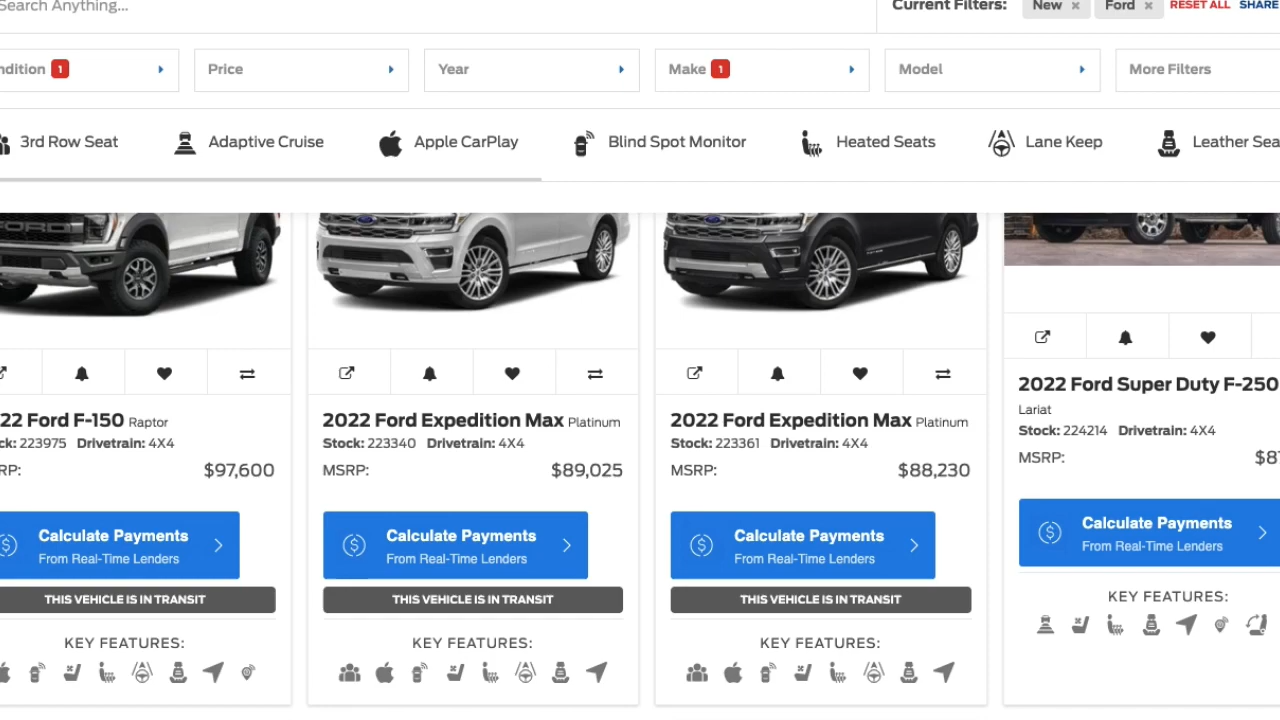 Search Anything...
Current Filters: New × Ford × RESET ALL SHARE
ndition 1 Price Year Make 1 Model More Filters
3rd Row Seat Adaptive Cruise Apple CarPlay Blind Spot Monitor Heated Seats Lane Keep Leather Sea
22 Ford F-150 Raptor
ck: 223975 Drivetrain: 4X4
RP: $97,600
Calculate Payments
From Real-Time Lenders
THIS VEHICLE IS IN TRANSIT
KEY FEATURES:
2022 Ford Expedition Max Platinum
Stock: 223340 Drivetrain: 4X4
MSRP: $89,025
Calculate Payments
From Real-Time Lenders
THIS VEHICLE IS IN TRANSIT
KEY FEATURES:
2022 Ford Expedition Max Platinum
Stock: 223361 Drivetrain: 4X4
MSRP: $88,230
Calculate Payments
From Real-Time Lenders
THIS VEHICLE IS IN TRANSIT
KEY FEATURES:
2022 Ford Super Duty F-250
Lariat
Stock: 224214 Drivetrain: 4X4
MSRP: $87
Calculate Payments
From Real-Time Lenders
KEY FEATURES: